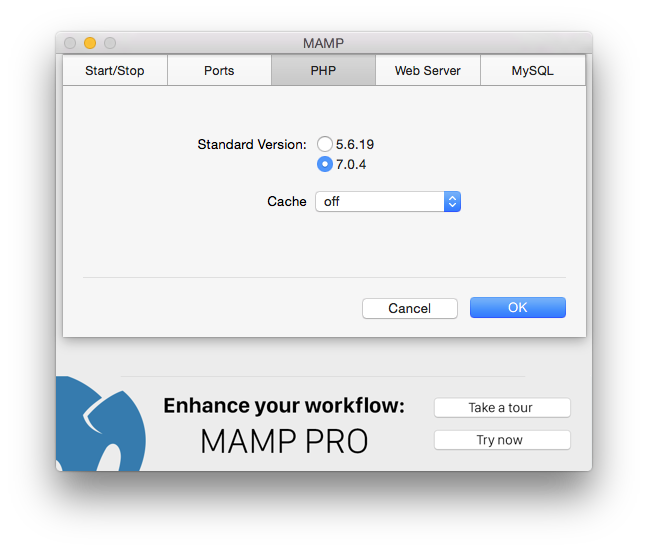 MAMP
Start/Stop Ports PHP Web Server MySQL
Standard Version: 5.6.19
7.0.4
Cache off
Cancel OK
Enhance your workflow:
MAMP PRO
Take a tour
Try now